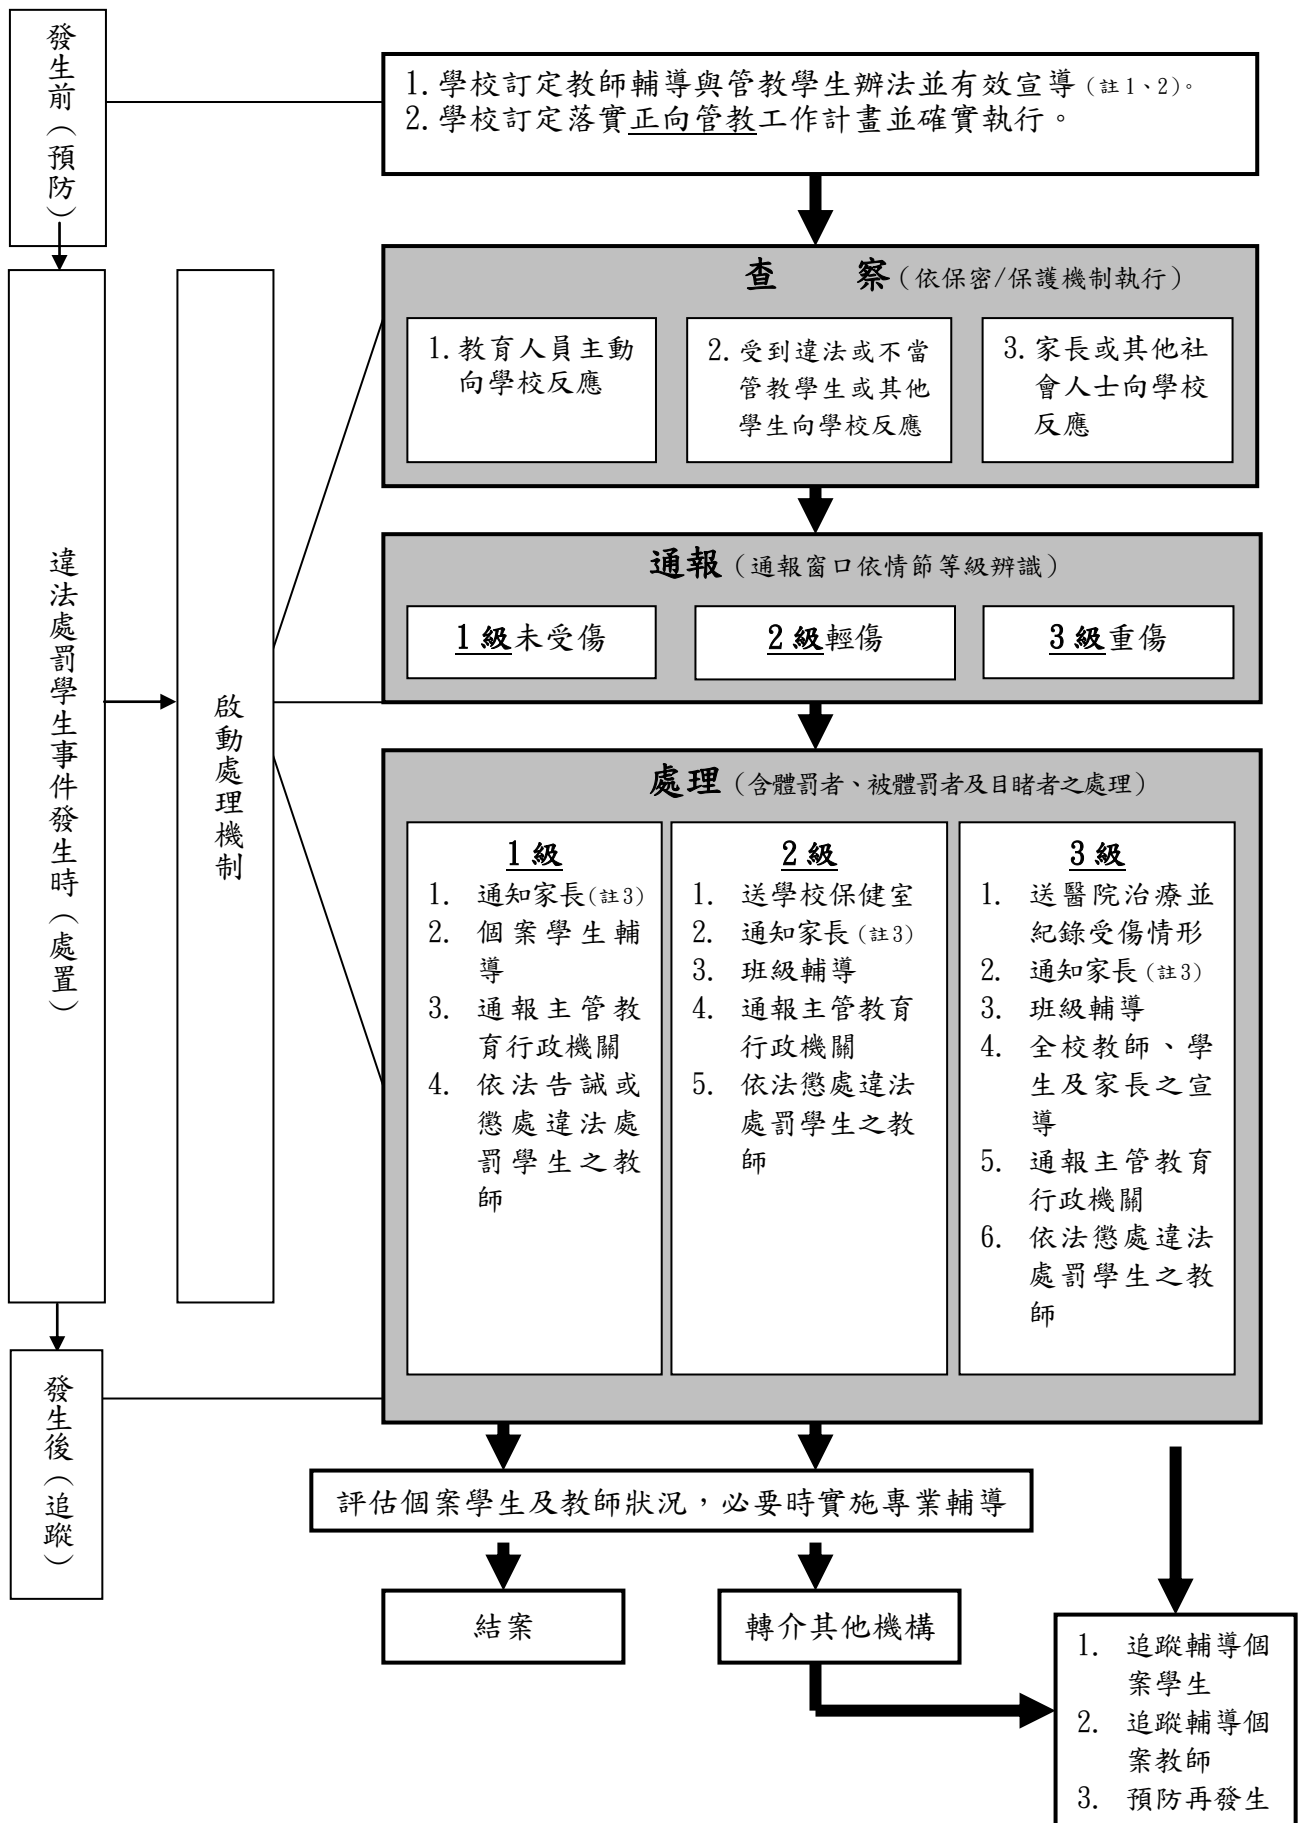 發生前（預防）
1.學校訂定教師輔導與管教學生辦法並有效宣導(註1、2)。
2.學校訂定落實正向管教工作計畫並確實執行。
違法處罰學生事件發生時（處置）
啟動處理機制
查　　察(依保密/保護機制執行)
1.教育人員主動
向學校反應
2.受到違法或不當
管教學生或其他
學生向學校反應
3.家長或其他社
會人士向學校
反應
通報(通報窗口依情節等級辨識)
1級未受傷
2級輕傷
3級重傷
處理(含體罰者、被體罰者及目睹者之處理)
1級
1. 通知家長(註3)
2. 個案學生輔
導
3. 通報主管教
育行政機關
4. 依法告誡或
懲處違法處
罰學生之教
師
2級
1. 送學校保健室
2. 通知家長(註3)
3. 班級輔導
4. 通報主管教育
行政機關
5. 依法懲處違法
處罰學生之教
師
3級
1. 送醫院治療並
紀錄受傷情形
2. 通知家長(註3)
3. 班級輔導
4. 全校教師、學
生及家長之宣
導
5. 通報主管教育
行政機關
6. 依法懲處違法
處罰學生之教
師
發生後（追蹤）
評估個案學生及教師狀況，必要時實施專業輔導
結案
轉介其他機構
1. 追蹤輔導個
案學生
2. 追蹤輔導個
案教師
3. 預防再發生